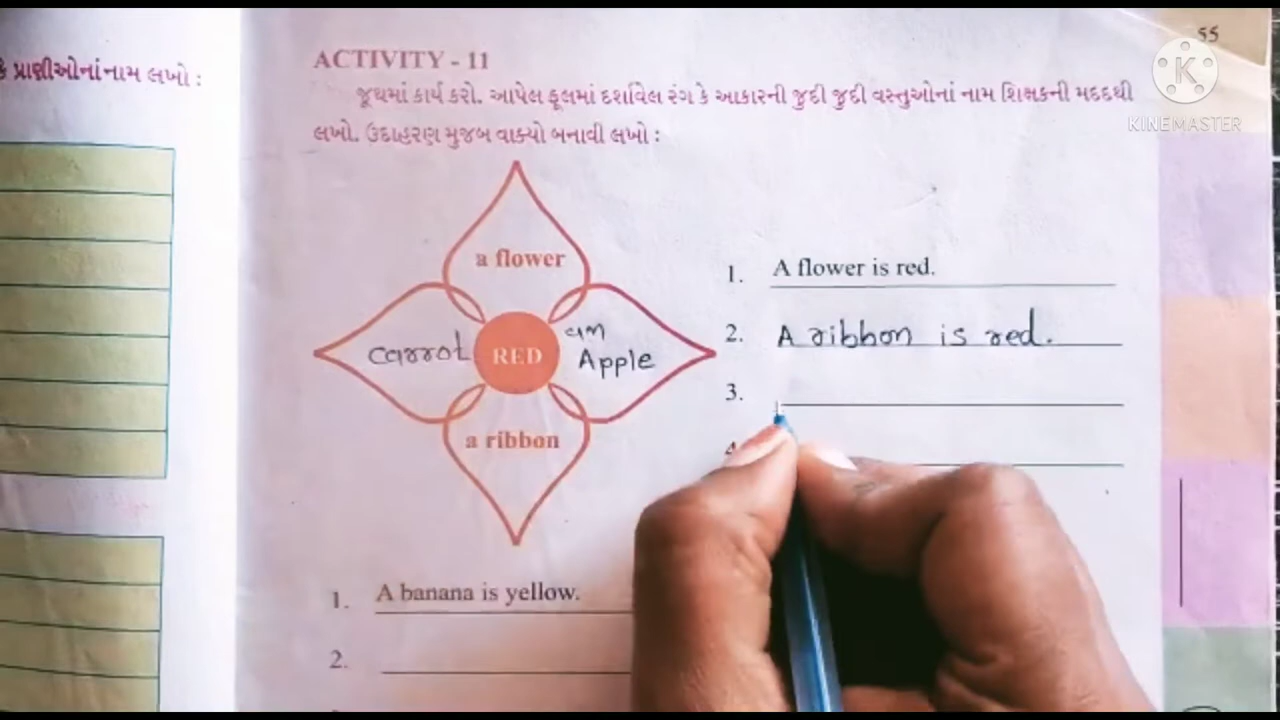 પ્રાણીઓનાં નામ લખો :
55
KINEMASTER
ACTIVITY - 11
જૂથમાં કાર્ય કરો. આપેલ ફૂલમાં દર્શાવેલ રંગ કે આકારની જુદી જુદી વસ્તુઓનાં નામ શિક્ષકની મદદથી
લખો. ઉદાહરણ મુજબ વાક્યો બનાવી લખો :
a flower
carrot
RED
Apple
a ribbon
1. A flower is red.
2. A ribbon is red.
3.
1. A banana is yellow.
2.